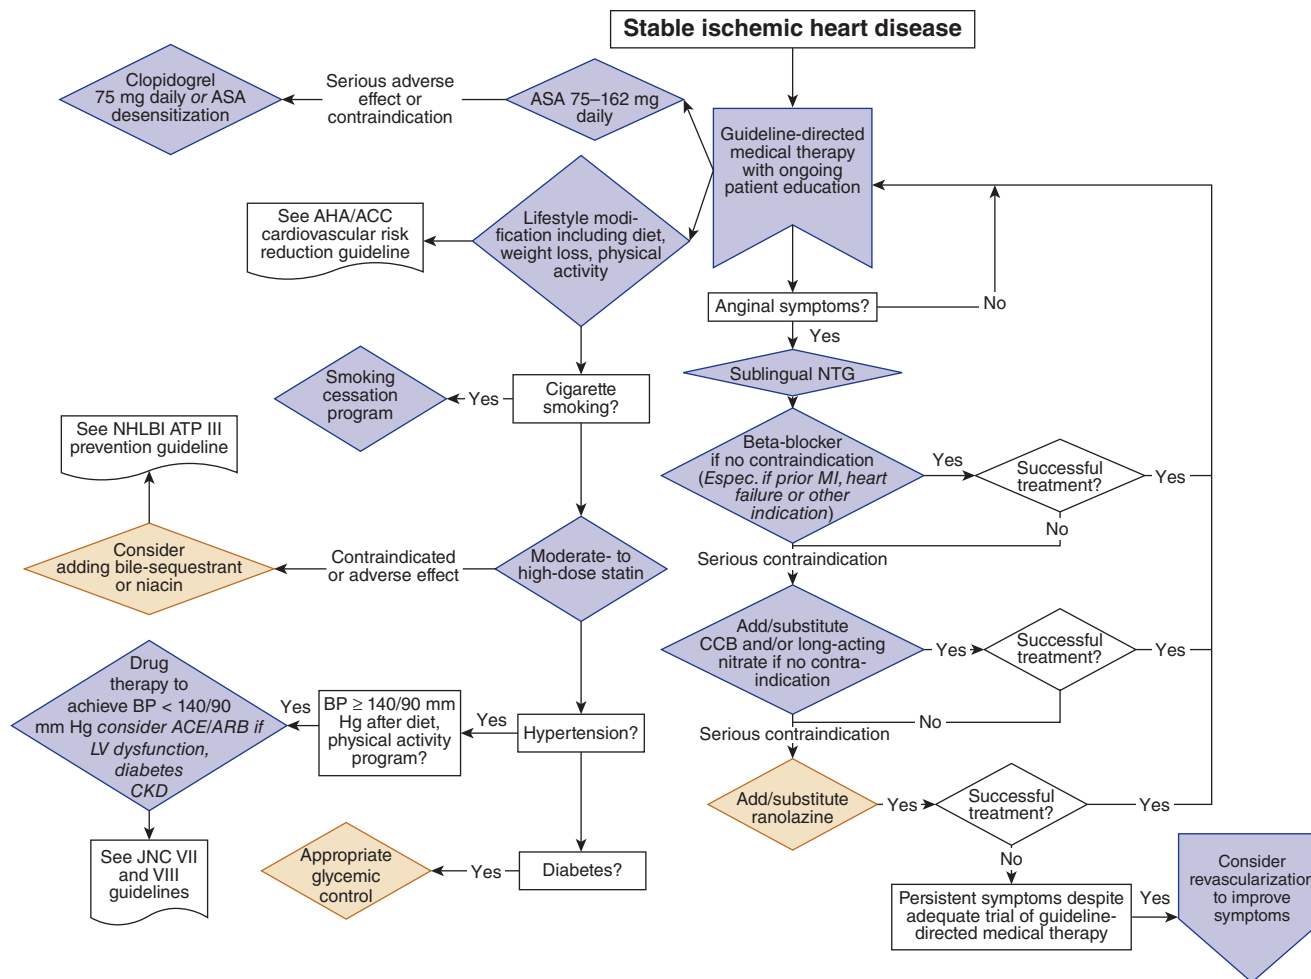 Stable ischemic heart disease
Clopidogrel
75 mg daily or ASA
desensitization
Serious adverse
effect or
contraindication
ASA 75–162 mg
daily
Guideline-directed
medical therapy
with ongoing
patient education
See AHA/ACC
cardiovascular risk
reduction guideline
Lifestyle modi-
fication including diet,
weight loss, physical
activity
Anginal symptoms?
No
Yes
Sublingual NTG
Smoking
cessation
program
Yes
Cigarette
smoking?
See NHLBI ATP III
prevention guideline
Beta-blocker
if no contraindication
(Espec. if prior MI, heart
failure or other
indication)
Yes
Successful
treatment?
Yes
No
Serious contraindication
Consider
adding bile-sequestrant
or niacin
Contraindicated
or adverse effect
Moderate- to
high-dose statin
Add/substitute
CCB and/or long-acting
nitrate if no contra-
indication
Yes
Successful
treatment?
Yes
No
Serious contraindication
Drug
therapy to
achieve BP < 140/90
mm Hg consider ACE/ARB if
LV dysfunction,
diabetes
CKD
Yes
BP ≥ 140/90 mm
Hg after diet,
physical activity
program?
Yes
Hypertension?
Add/substitute
ranolazine
Yes
Successful
treatment?
Yes
No
See JNC VII
and VIII
guidelines
Appropriate
glycemic
control
Yes
Diabetes?
Persistent symptoms despite
adequate trial of guideline-
directed medical therapy
Yes
Consider
revascularization
to improve
symptoms